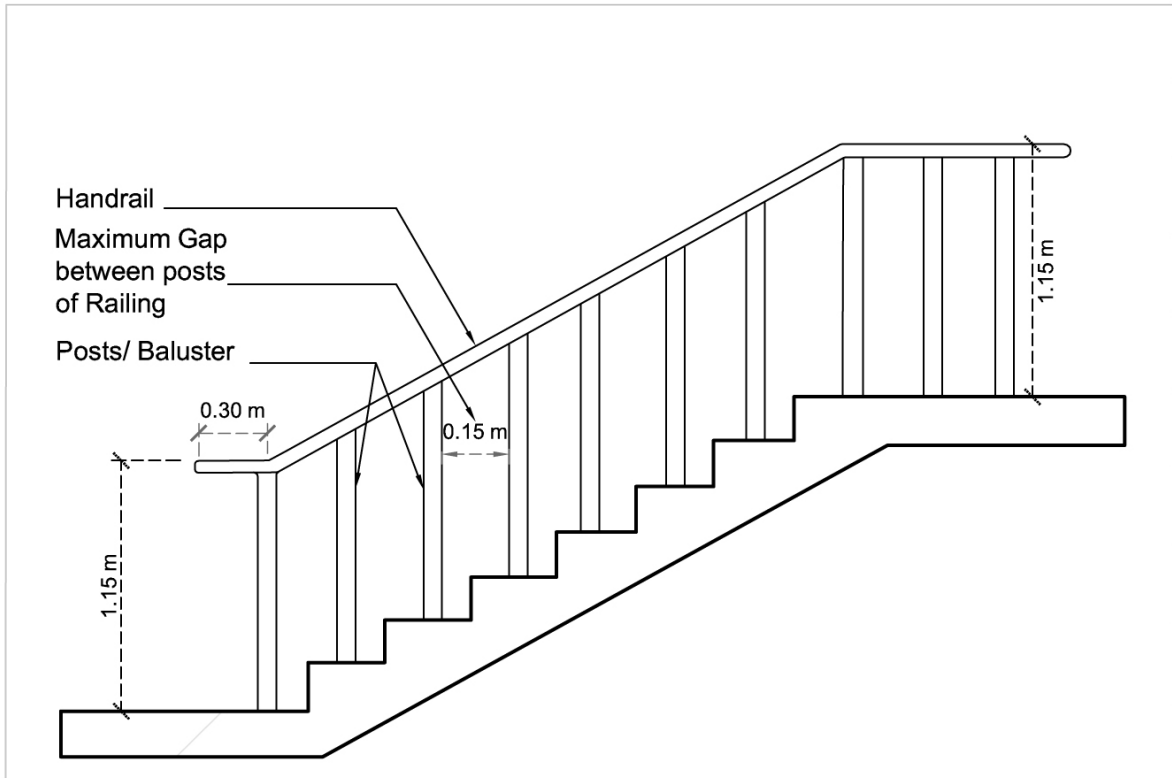 Handrail
Maximum Gap
between posts
of Railing
Posts/ Baluster
0.30 m
0.15 m
1.15 m
1.15 m